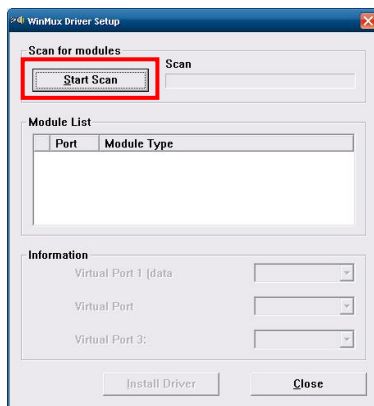 WinMux Driver Setup
Scan for modules
Scan
Start Scan
Module List
Port Module Type
Information
Virtual Port 1 (data
Virtual Port
Virtual Port 3:
Install Driver Close